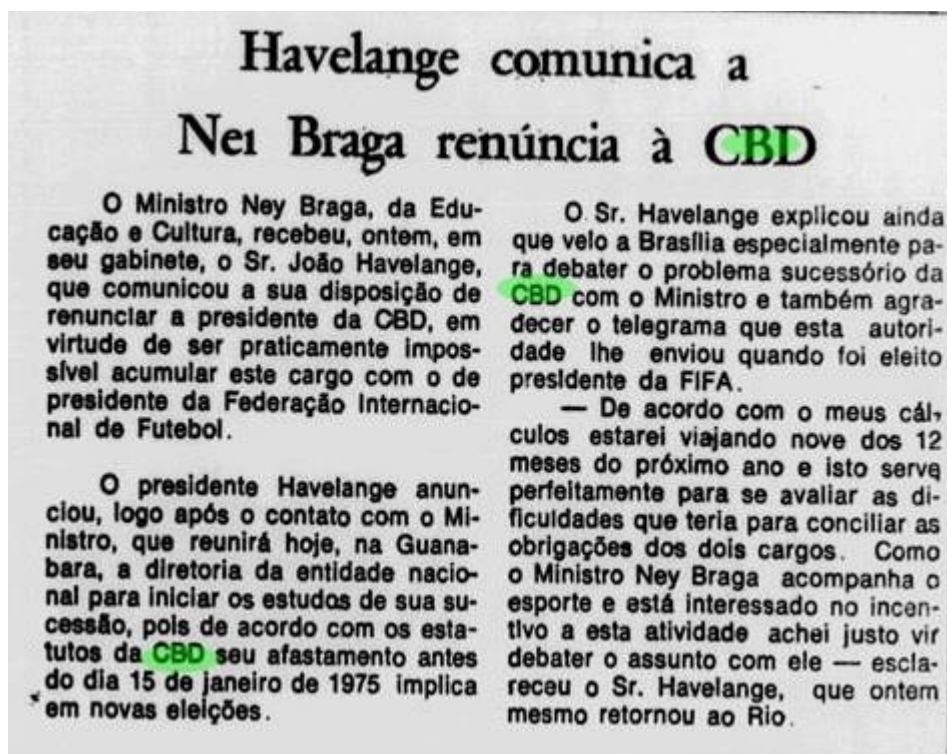 Havelange comunica a
Nei Braga renúncia à CBD
O Ministro Ney Braga, da Edu-
cação e Cultura, recebeu, ontem, em
seu gabinete, o Sr. João Havelange,
que comunicou a sua disposição de
renunciar a presidente da CBD, em
virtude de ser praticamente impos-
sível acumular este cargo com o de
presidente da Federação Internacio-
nal de Futebol.
O presidente Havelange anun-
ciou, logo após o contato com o Mi-
nistro, que reunirá hoje, na Guana-
bara, a diretoria da entidade nacio-
nal para iniciar os estudos de sua su-
cessão, pois de acordo com os esta-
tutos da CBD seu afastamento antes
do dia 15 de janeiro de 1975 implica
em novas eleições.
O Sr. Havelange explicou ainda
que veio a Brasília especialmente pa-
ra debater o problema sucessório da
CBD com o Ministro e também agra-
decer o telegrama que esta autori-
dade lhe enviou quando foi eleito
presidente da FIFA.
— De acordo com o meus cál-
culos estarei viajando nove dos 12
meses do próximo ano e isto serve
perfeitamente para se avaliar as di-
ficuldades que teria para conciliar as
obrigações dos dois cargos. Como
o Ministro Ney Braga acompanha o
esporte e está interessado no incen-
tivo a esta atividade achei justo vir
debater o assunto com ele — escla-
receu o Sr. Havelange, que ontem
mesmo retornou ao Rio.